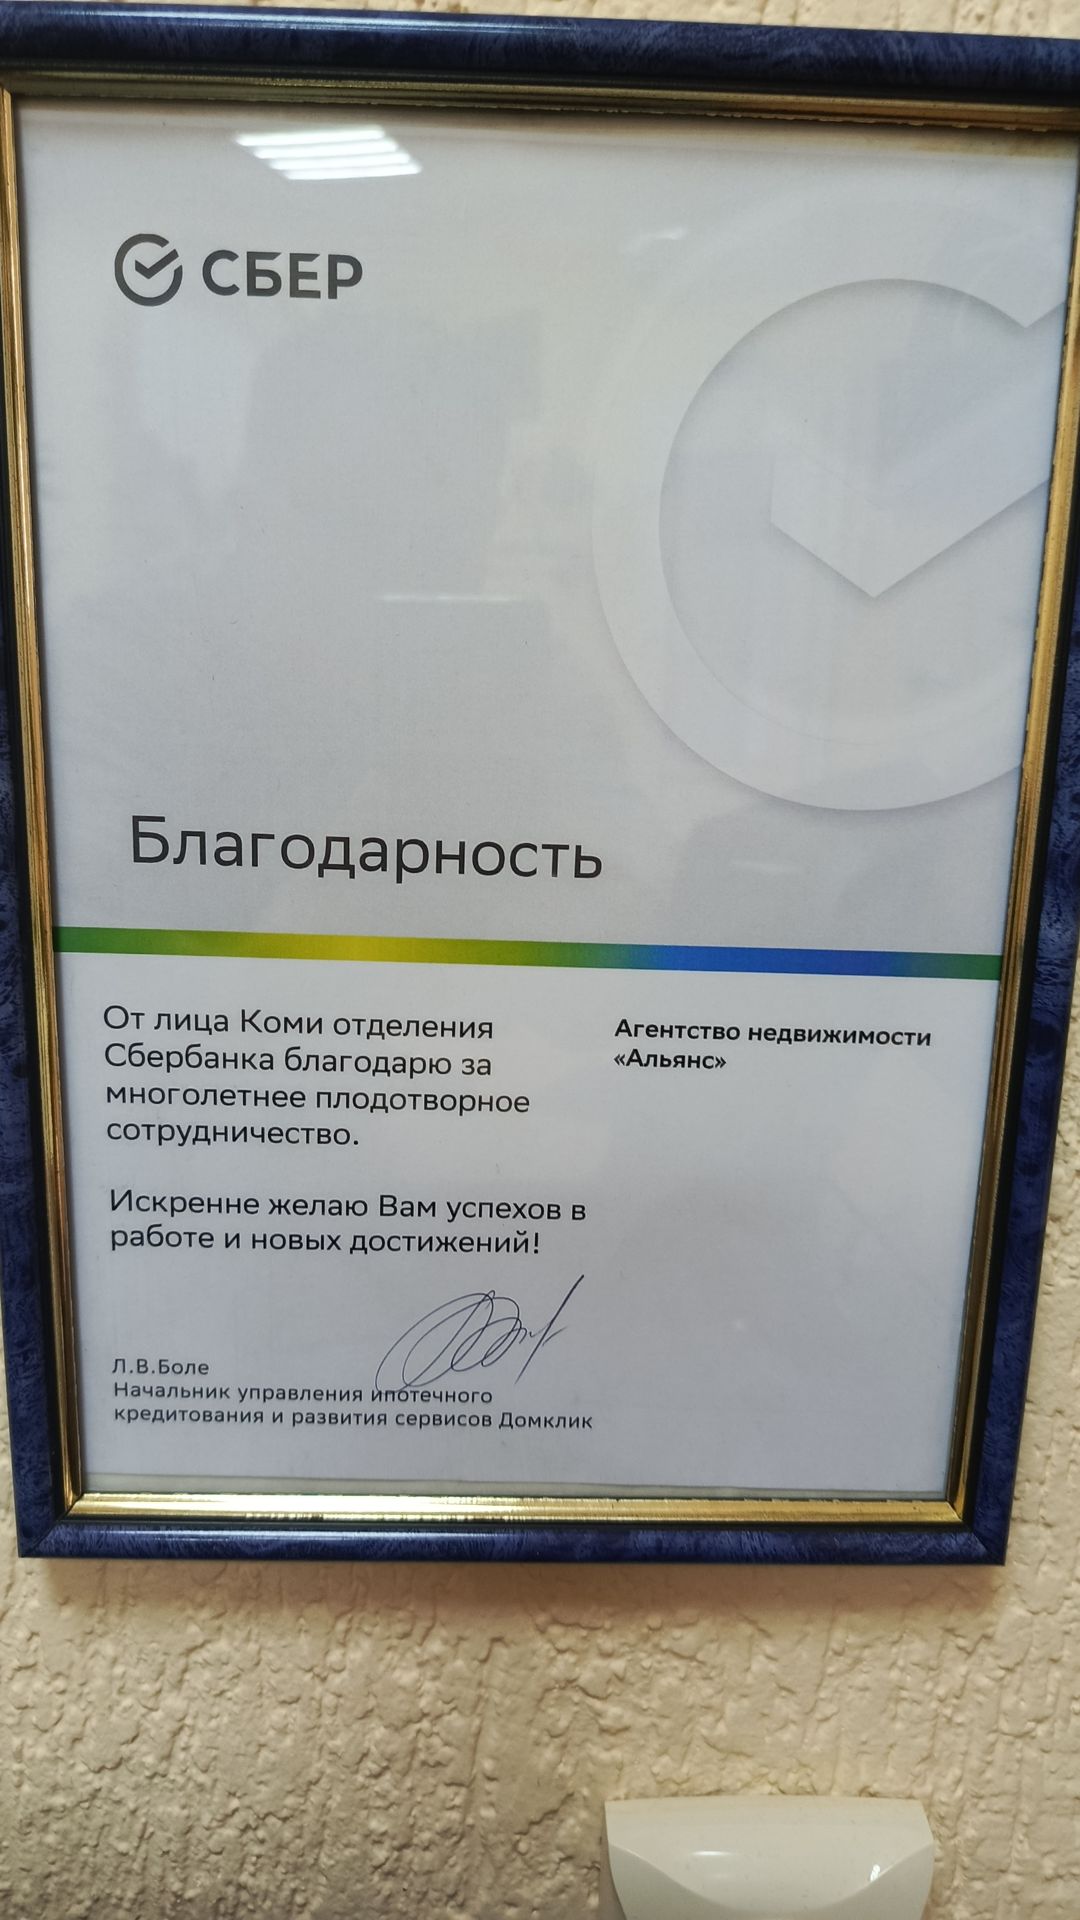 СБЕР
Благодарность
От лица Коми отделения
Сбербанка благодарю за
многолетнее плодотворное
сотрудничество.
Искренне желаю Вам успехов в
работе и новых достижений!
Агентство недвижимости
«Альянс»
Л.В.Боле
Начальник управления ипотечного
кредитования и развития сервисов Домклик